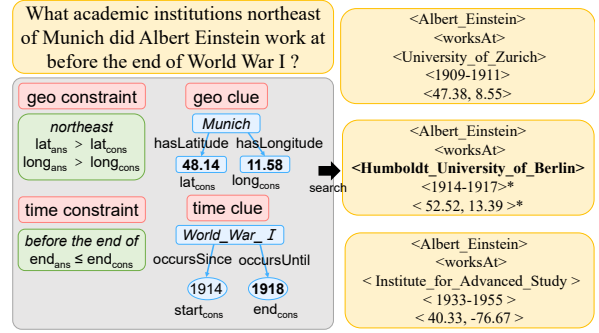 What academic institutions northeast
of Munich did Albert Einstein work at
before the end of World War I ?
geo constraint
northeast
lat_ans > lat_cons
long_ans > long_cons
time constraint
before the end of
end_ans ≤ end_cons
geo clue
Munich
hasLatitude hasLongitude
48.14 11.58
lat_cons long_cons
time clue
World_War_ I
occursSince occursUntil
1914 1918
start_cons end_cons
search
<Albert_Einstein>
<worksAt>
<University_of_Zurich>
<1909-1911>
<47.38, 8.55>
<Albert_Einstein>
<worksAt>
<Humboldt_University_of_Berlin>
<1914-1917>*
< 52.52, 13.39 >*
<Albert_Einstein>
<worksAt>
< Institute_for_Advanced_Study >
< 1933-1955 >
< 40.33, -76.67 >